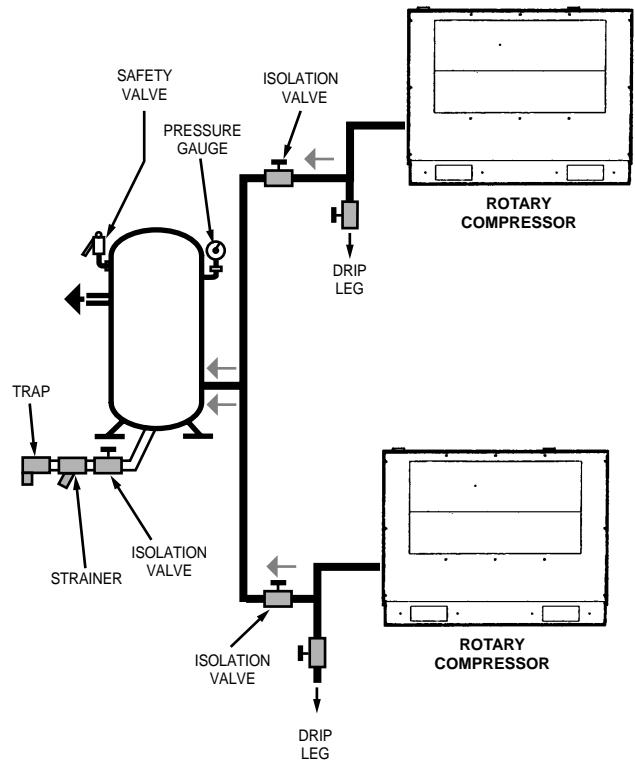 SAFETY
VALVE
ISOLATION
VALVE
PRESSURE
GAUGE
ROTARY
COMPRESSOR
DRIP
LEG
TRAP
ISOLATION
VALVE
STRAINER
ISOLATION
VALVE
ROTARY
COMPRESSOR
DRIP
LEG